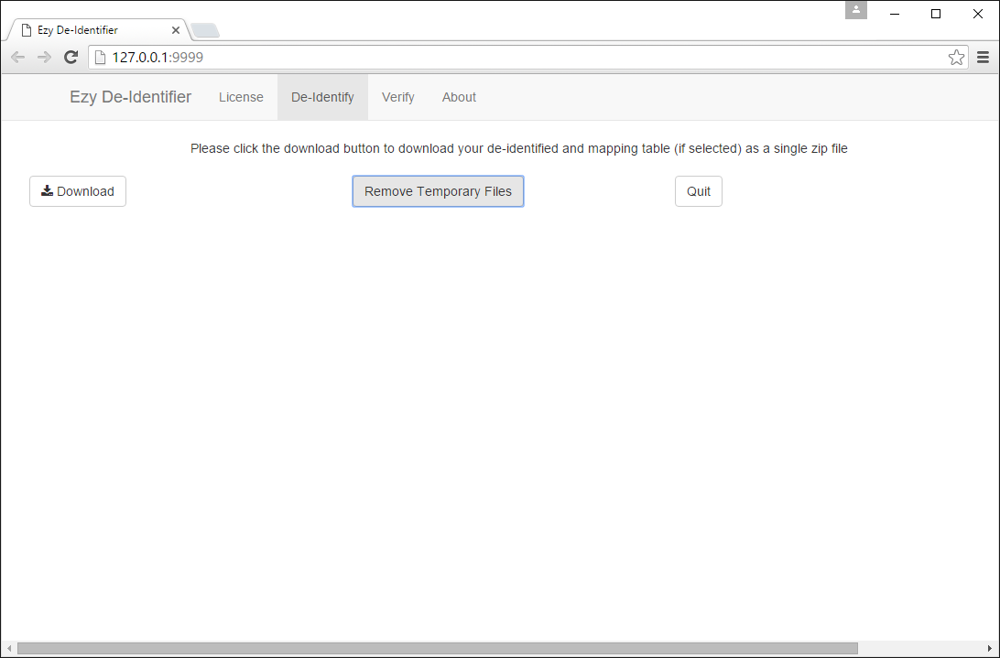 Ezy De-Identifier
127.0.0.1:9999
Ezy De-Identifier License De-Identify Verify About
Please click the download button to download your de-identified and mapping table (if selected) as a single zip file
Download Remove Temporary Files Quit